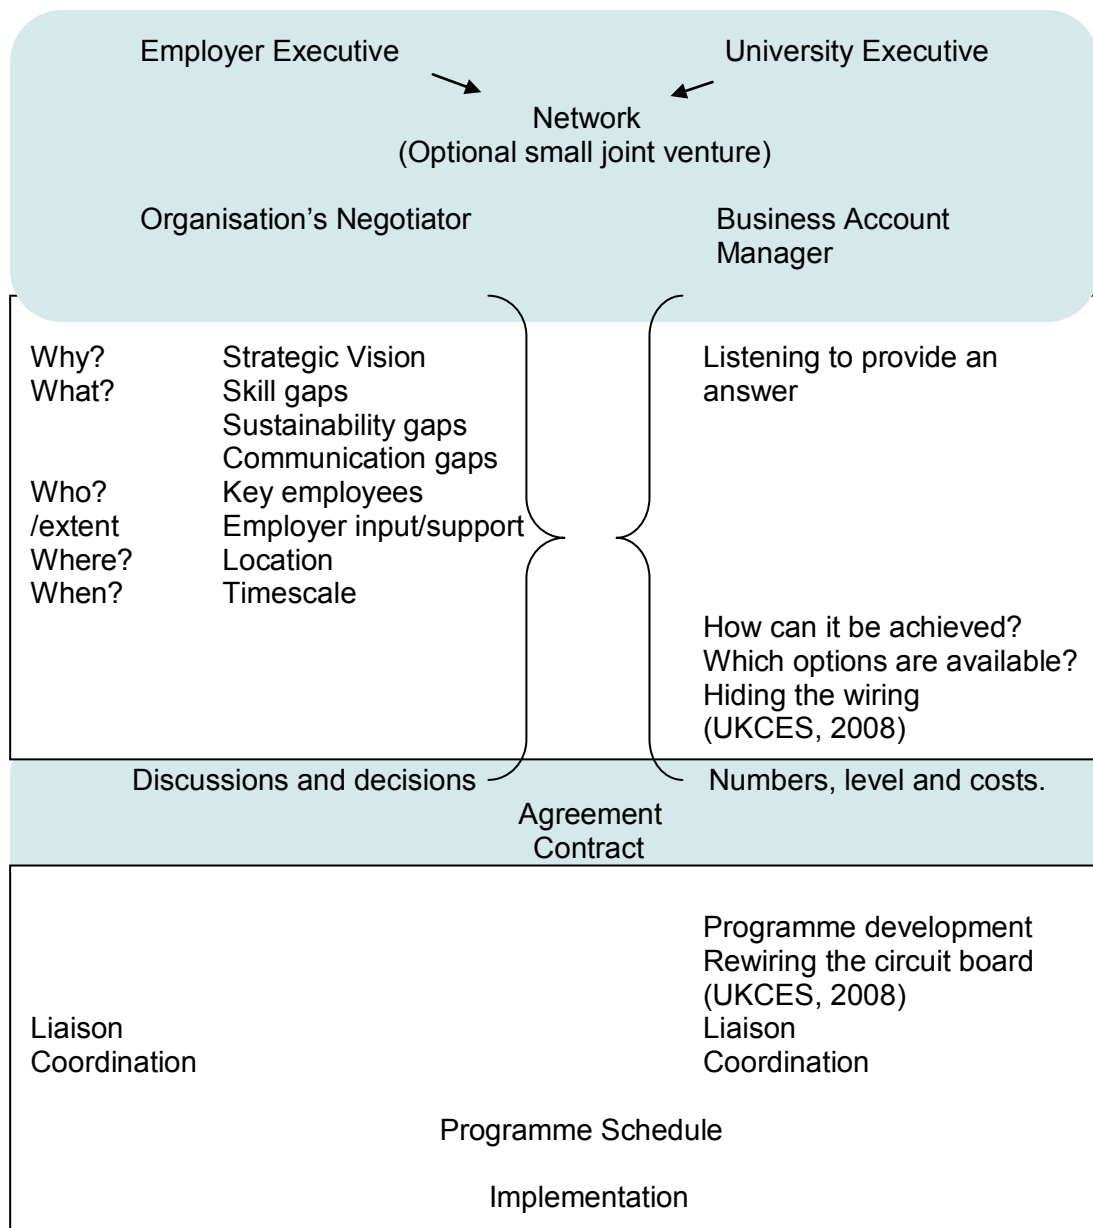 Employer Executive University Executive
Network
(Optional small joint venture)
Organisation’s Negotiator Business Account
Manager
Why? Strategic Vision Listening to provide an
What? Skill gaps answer
Sustainability gaps
Communication gaps
Who? Key employees
/extent Employer input/support
Where? Location
When? Timescale
How can it be achieved?
Which options are available?
Hiding the wiring
(UKCES, 2008)
Discussions and decisions Numbers, level and costs.
Agreement
Contract
Programme development
Rewiring the circuit board
(UKCES, 2008)
Liaison Liaison
Coordination Coordination
Programme Schedule
Implementation